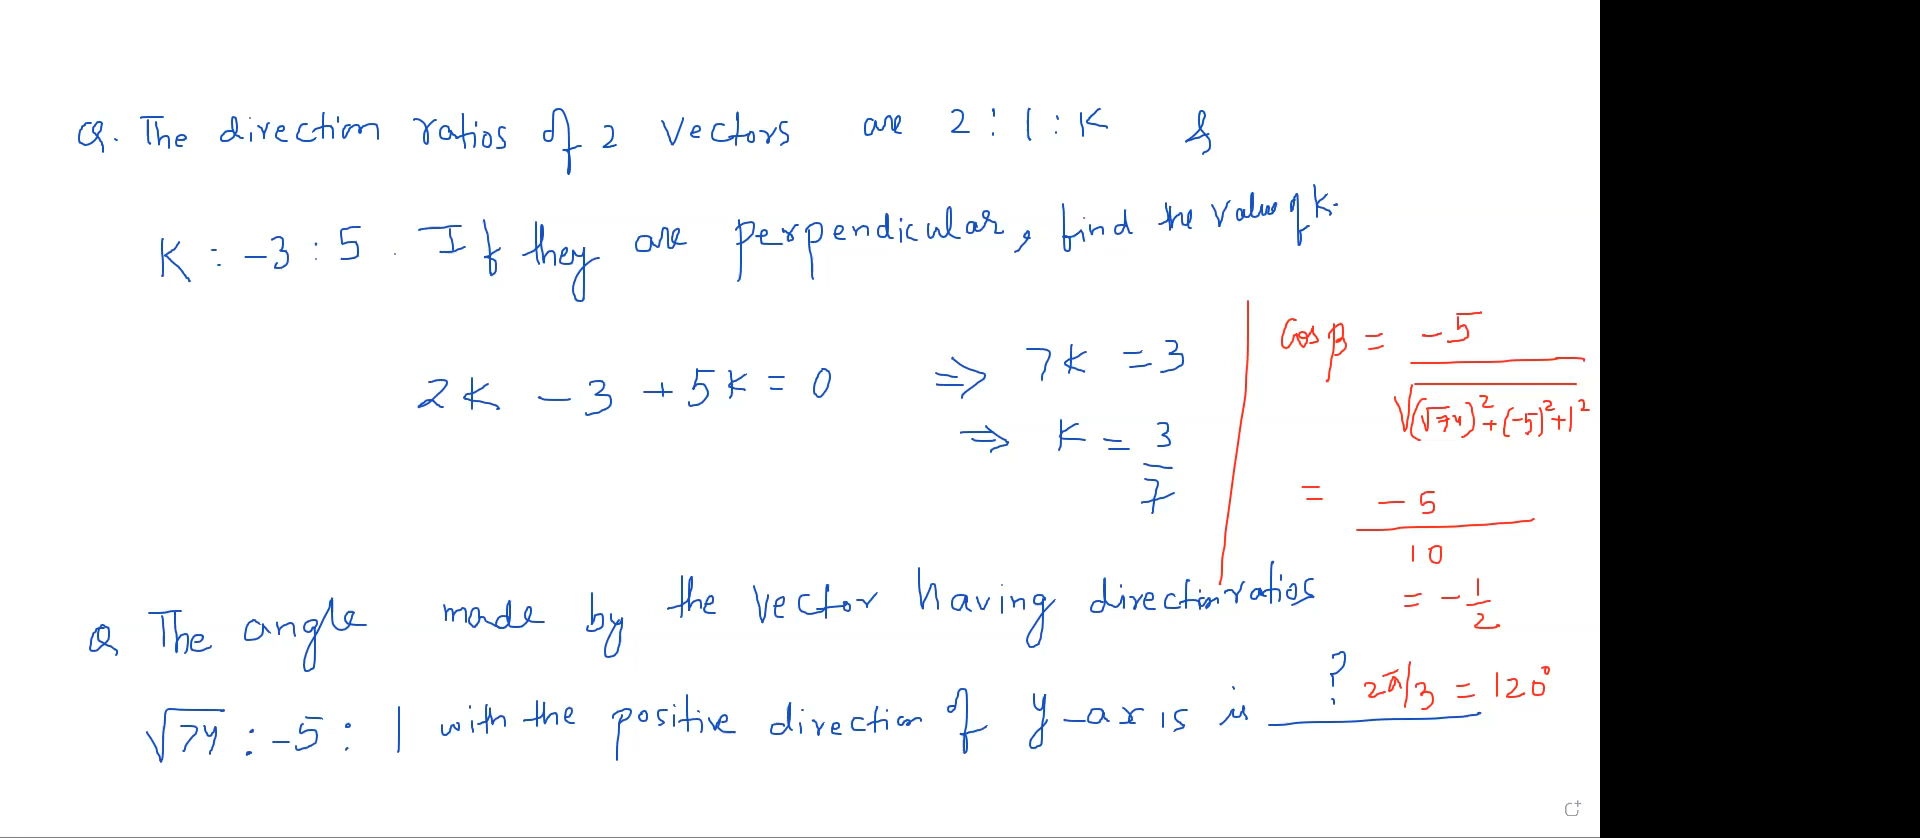 Q. The direction ratios of 2 vectors are 2 : 1 : K &
K : -3 : 5 . If they are perpendicular, find the value of k.
2K - 3 + 5K = 0 ⇒ 7K = 3
⇒ K = 3/7
Cos β = -5 / √((√74)² + (-5)² + 1²)
= -5 / 10
= - 1/2
Q The angle made by the vector having direction ratios
√74 : -5 : 1 with the positive direction of y-axis is ? 2π/3 = 120°